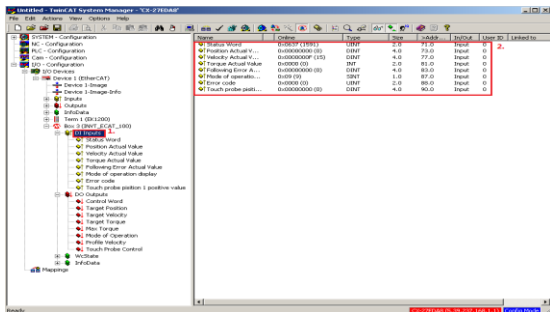 Untitled - TwinCAT System Manager - 'CX-27EDA8'
File Edit Actions View Options Help
SYSTEM - Configuration
NC - Configuration
PLC - Configuration
Cam - Configuration
I/O - Configuration
I/O Devices
Device 1 (EtherCAT)
Device 1-Image
Device 1-Image-Info
Inputs
Outputs
InfoData
Term 1 (EK1200)
Box 3 (INVT_ECAT_100)
DI Inputs 1.
Status Word
Position Actual Value
Velocity Actual Value
Torque Actual Value
Following Error Actual Value
Mode of operation display
Error code
Touch probe psition 1 positive value
DO Outputs
Control Word
Target Position
Target Velocity
Target Torque
Max Torque
Mode of Operation
Profile Velocity
Touch Probe Control
WcState
InfoData
Mappings
Name Online Type Size >Addr... In/Out User ID Linked to
Status Word 0x0637 (1591) UINT 2.0 71.0 Input 0 2.
Position Actual V... 0x00000000 (0) DINT 4.0 73.0 Input 0
Velocity Actual V... 0x0000000F (15) DINT 4.0 77.0 Input 0
Torque Actual Value 0x0000 (0) INT 2.0 81.0 Input 0
Following Error A... 0x00000000 (0) DINT 4.0 83.0 Input 0
Mode of operatio... 0x09 (9) SINT 1.0 87.0 Input 0
Error code 0x0000 (0) UINT 2.0 88.0 Input 0
Touch probe psiti... 0x00000000 (0) DINT 4.0 90.0 Input 0
Ready
Config Mode